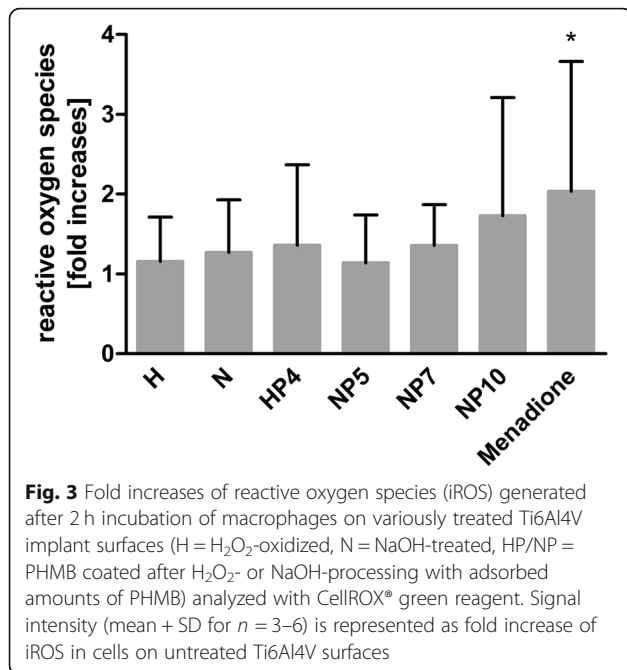 reactive oxygen species
[fold increases]
4
3
2
1
0
*
H
N
HP4
NP5
NP7
NP10
Menadione
Fig. 3 Fold increases of reactive oxygen species (iROS) generated
after 2 h incubation of macrophages on variously treated Ti6Al4V
implant surfaces (H = H₂O₂-oxidized, N = NaOH-treated, HP/NP =
PHMB coated after H₂O₂- or NaOH-processing with adsorbed
amounts of PHMB) analyzed with CellROX® green reagent. Signal
intensity (mean + SD for n = 3–6) is represented as fold increase of
iROS in cells on untreated Ti6Al4V surfaces